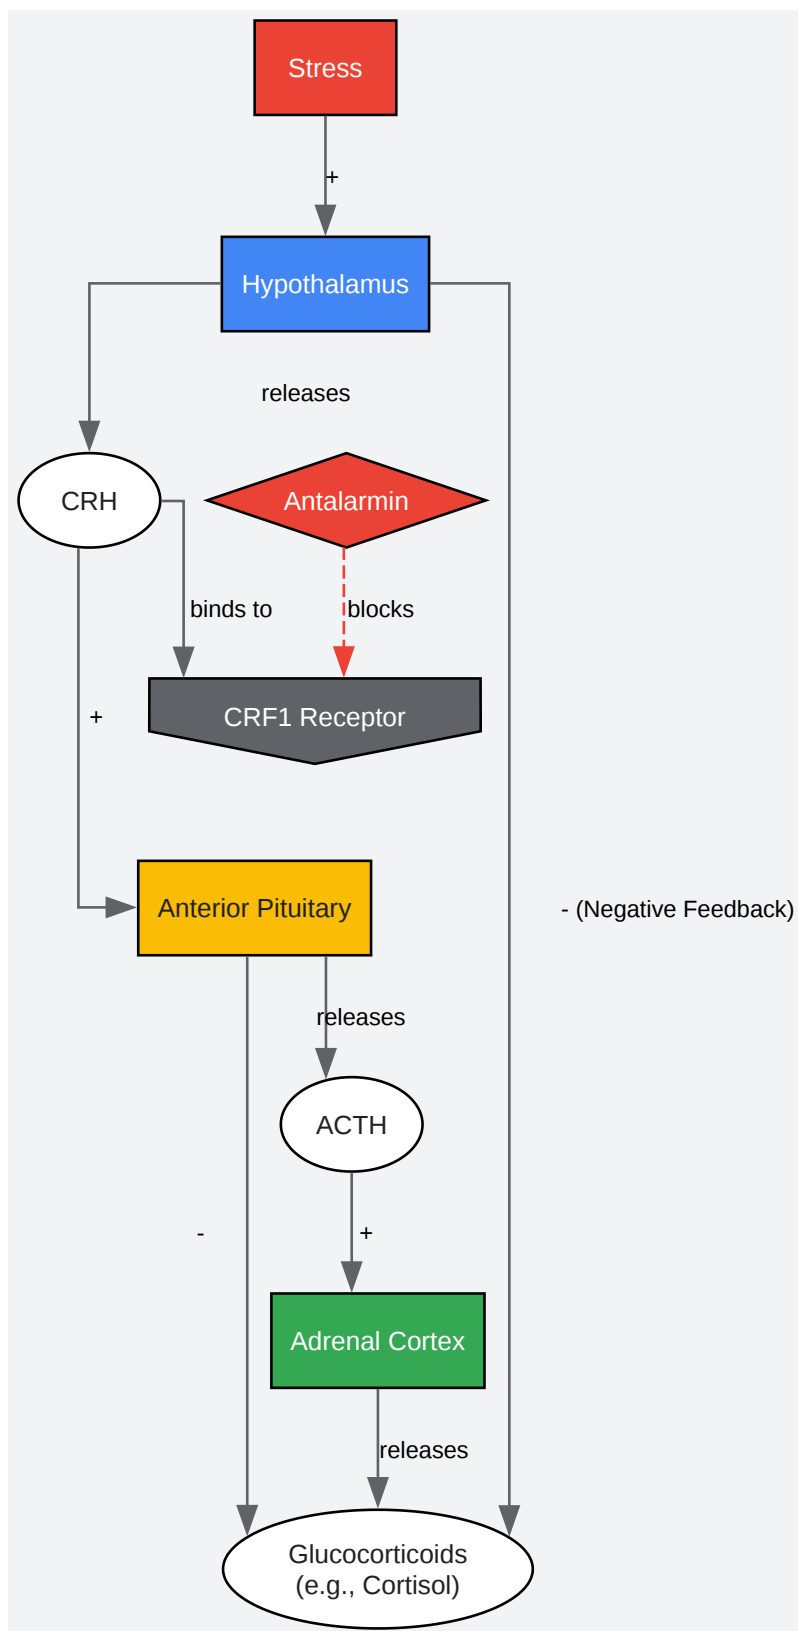 Stress
+
Hypothalamus
releases
CRH
Antalarmin
binds to
blocks
CRF1 Receptor
+
Anterior Pituitary
- (Negative Feedback)
releases
ACTH
-
+
Adrenal Cortex
releases
Glucocorticoids
(e.g., Cortisol)